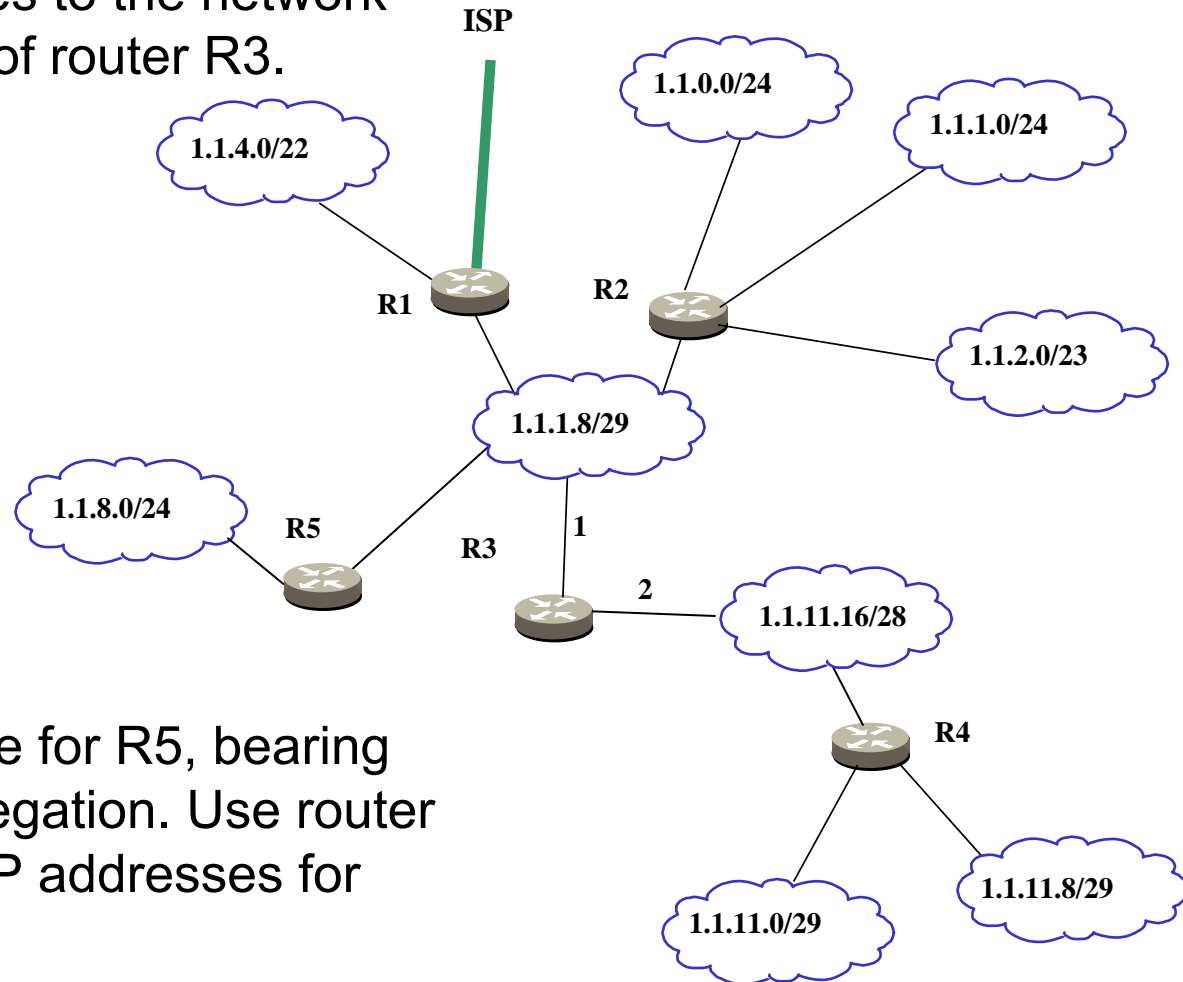 es to the network
of router R3.
ISP
1.1.0.0/24
1.1.1.0/24
1.1.4.0/22
R1
R2
1.1.2.0/23
1.1.1.8/29
1.1.8.0/24
R5
R3
1
2
1.1.11.16/28
R4
e for R5, bearing
egation. Use router
P addresses for
1.1.11.8/29
1.1.11.0/29